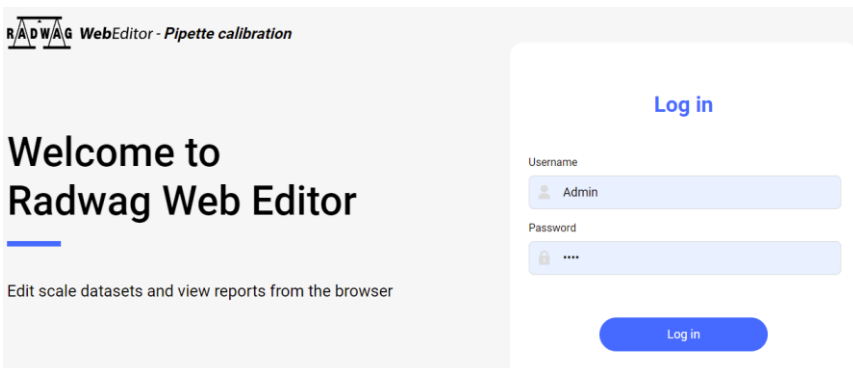 RADWAG WebEditor - Pipette calibration
Welcome to
Radwag Web Editor
Edit scale datasets and view reports from the browser
Log in
Username
Admin
Password
••••
Log in